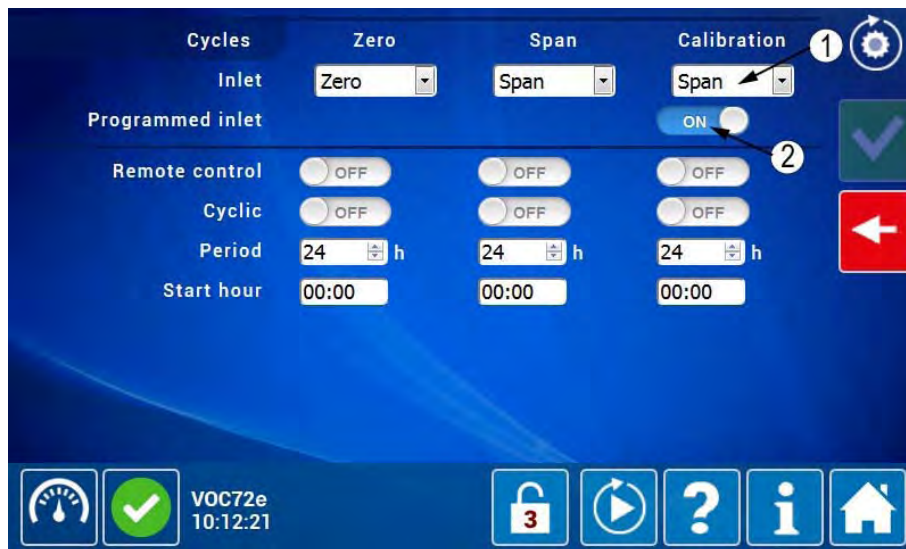 Cycles Zero Span Calibration 1
Inlet Zero Span Span
Programmed inlet ON
2
Remote control OFF OFF OFF
Cyclic OFF OFF OFF
Period 24 h 24 h 24 h
Start hour 00:00 00:00 00:00
VOC72e
10:12:21
3 ? i